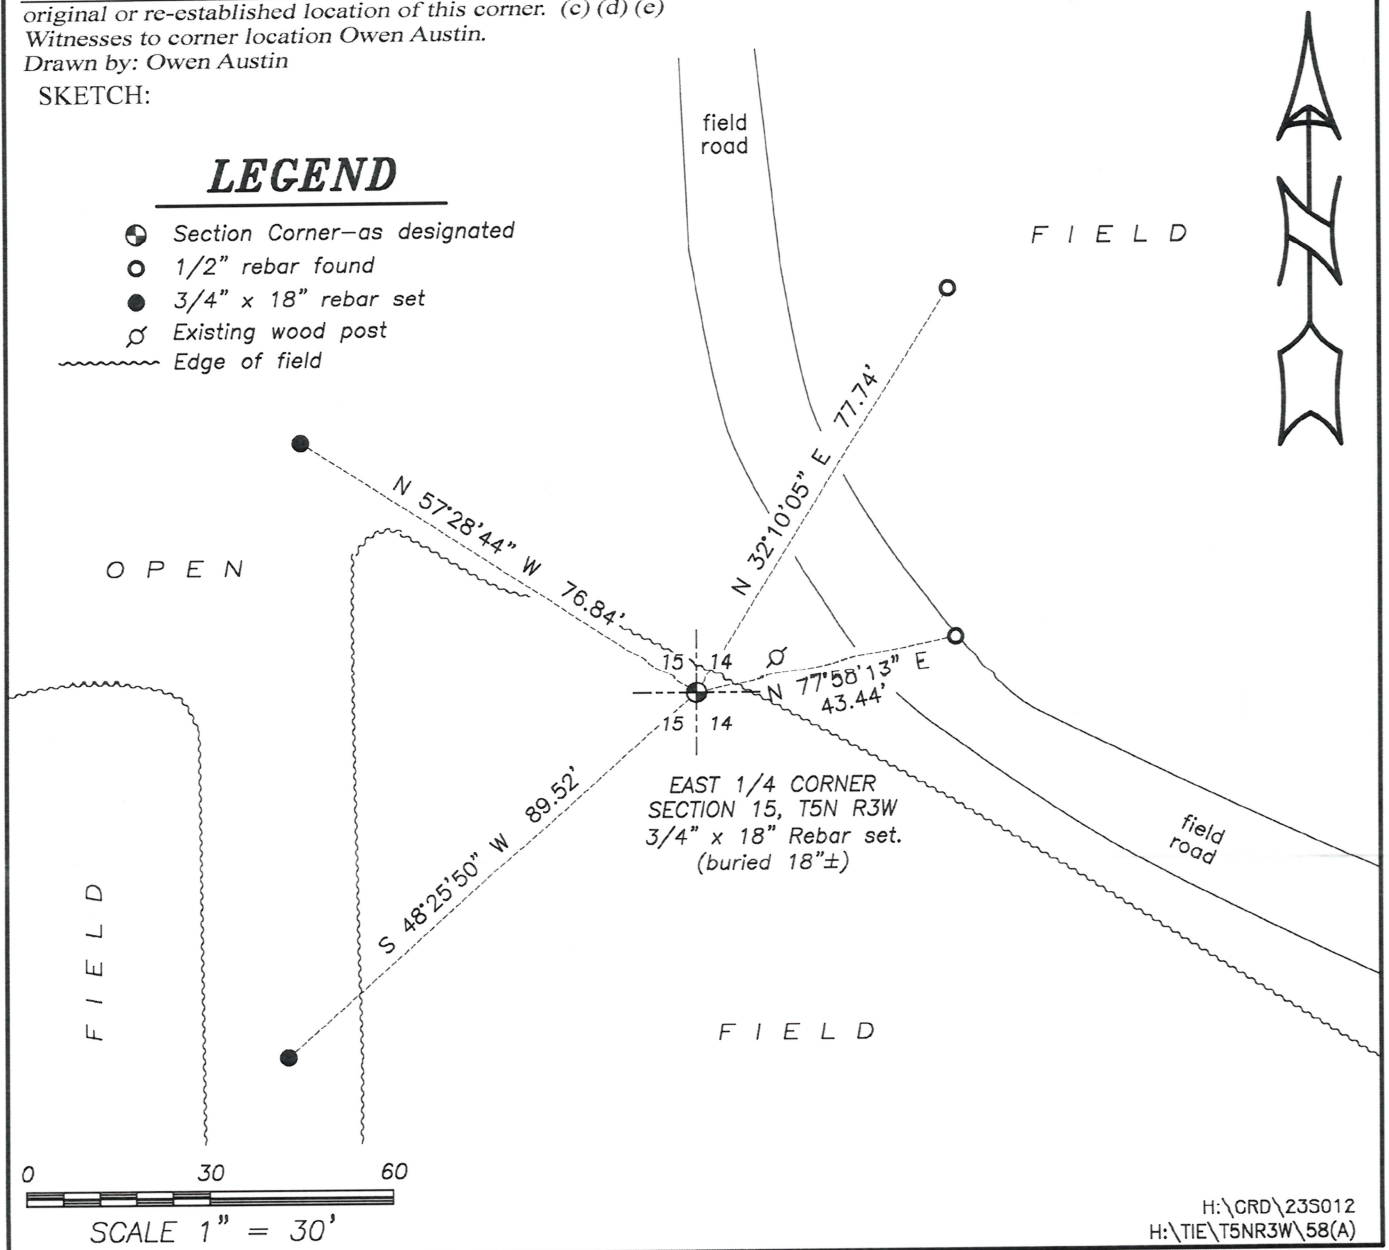 original or re-established location of this corner. (c) (d) (e)
Witnesses to corner location Owen Austin.
Drawn by: Owen Austin
SKETCH:
LEGEND
Section Corner—as designated
1/2" rebar found
3/4" x 18" rebar set
Existing wood post
Edge of field
field
road
FIELD
N
N 32°10'05" E 77.74'
N 57°28'44" W 76.84'
OPEN
15 14
N 77°58'13" E
43.44'
15 14
EAST 1/4 CORNER
SECTION 15, T5N R3W
3/4" x 18" Rebar set.
(buried 18"±)
S 48°25'50" W 89.52'
field
road
FIELD
FIELD
0 30 60
SCALE 1" = 30'
H:\CRD\23S012
H:\TIE\T5NR3W\58(A)